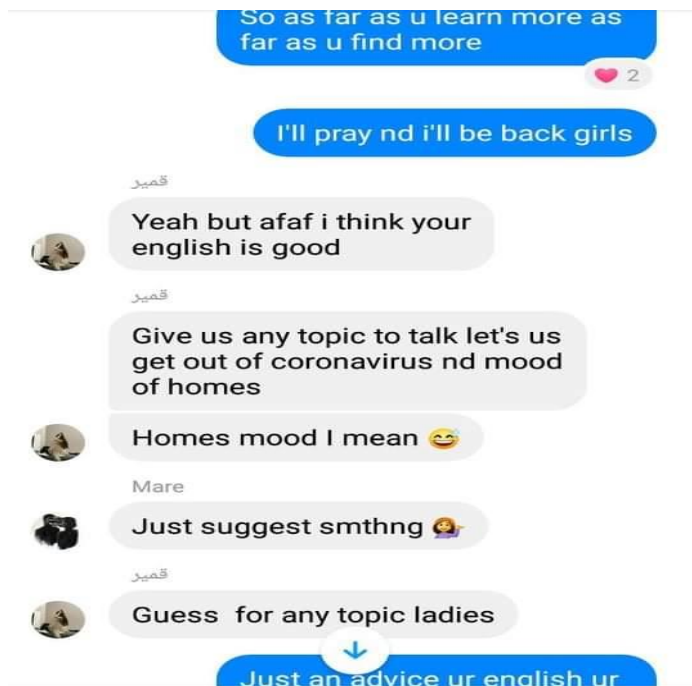 So as far as u learn more as
far as u find more
2
I'll pray nd i'll be back girls
قمير
Yeah but afaf i think your
english is good
قمير
Give us any topic to talk let's us
get out of coronavirus nd mood
of homes
Homes mood I mean 😅
Mare
Just suggest smthng 💁‍♀️
قمير
Guess for any topic ladies
Just an advice ur english ur